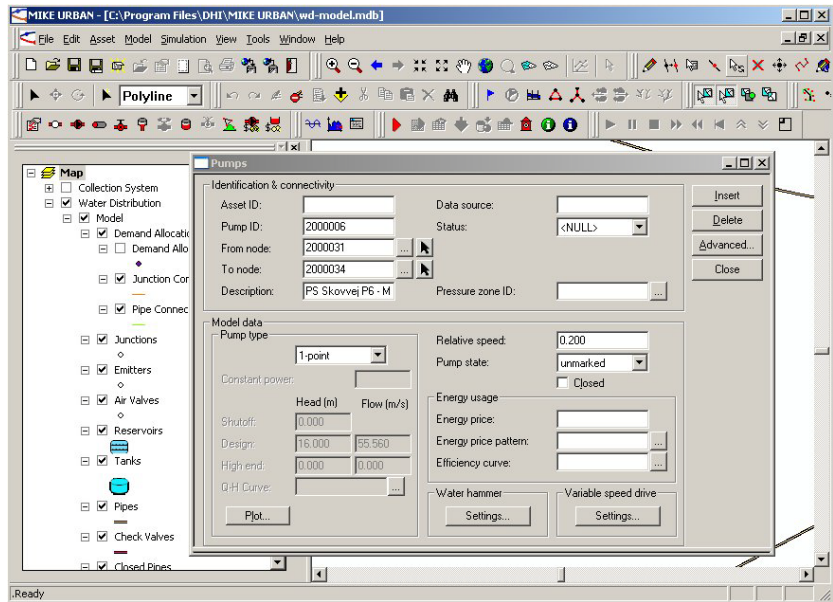 MIKE URBAN - [C:\Program Files\DHI\MIKE URBAN\wd-model.mdb]
File Edit Asset Model Simulation View Tools Window Help
Polyline
Map
Collection System
Water Distribution
Model
Demand Allocatio
Demand Allo
Junction Cor
Pipe Connec
Junctions
Emitters
Air Valves
Reservoirs
Tanks
Pipes
Check Valves
Closed Pipes
Pumps
Identification & connectivity
Asset ID:
Data source:
Pump ID: 2000006
Status: <NULL>
From node: 2000031 ...
To node: 2000034 ...
Description: PS Skovvej P6 - M
Pressure zone ID: ...
Insert
Delete
Advanced...
Close
Model data
Pump type
1-point
Constant power:
Head (m) Flow (m/s)
Shutoff: 0.000
Design: 16.000 55.560
High end: 0.000 0.000
Q-H Curve: ...
Plot...
Relative speed: 0.200
Pump state: unmarked
Closed
Energy usage
Energy price:
Energy price pattern: ...
Efficiency curve: ...
Water hammer
Settings...
Variable speed drive
Settings...
.Ready